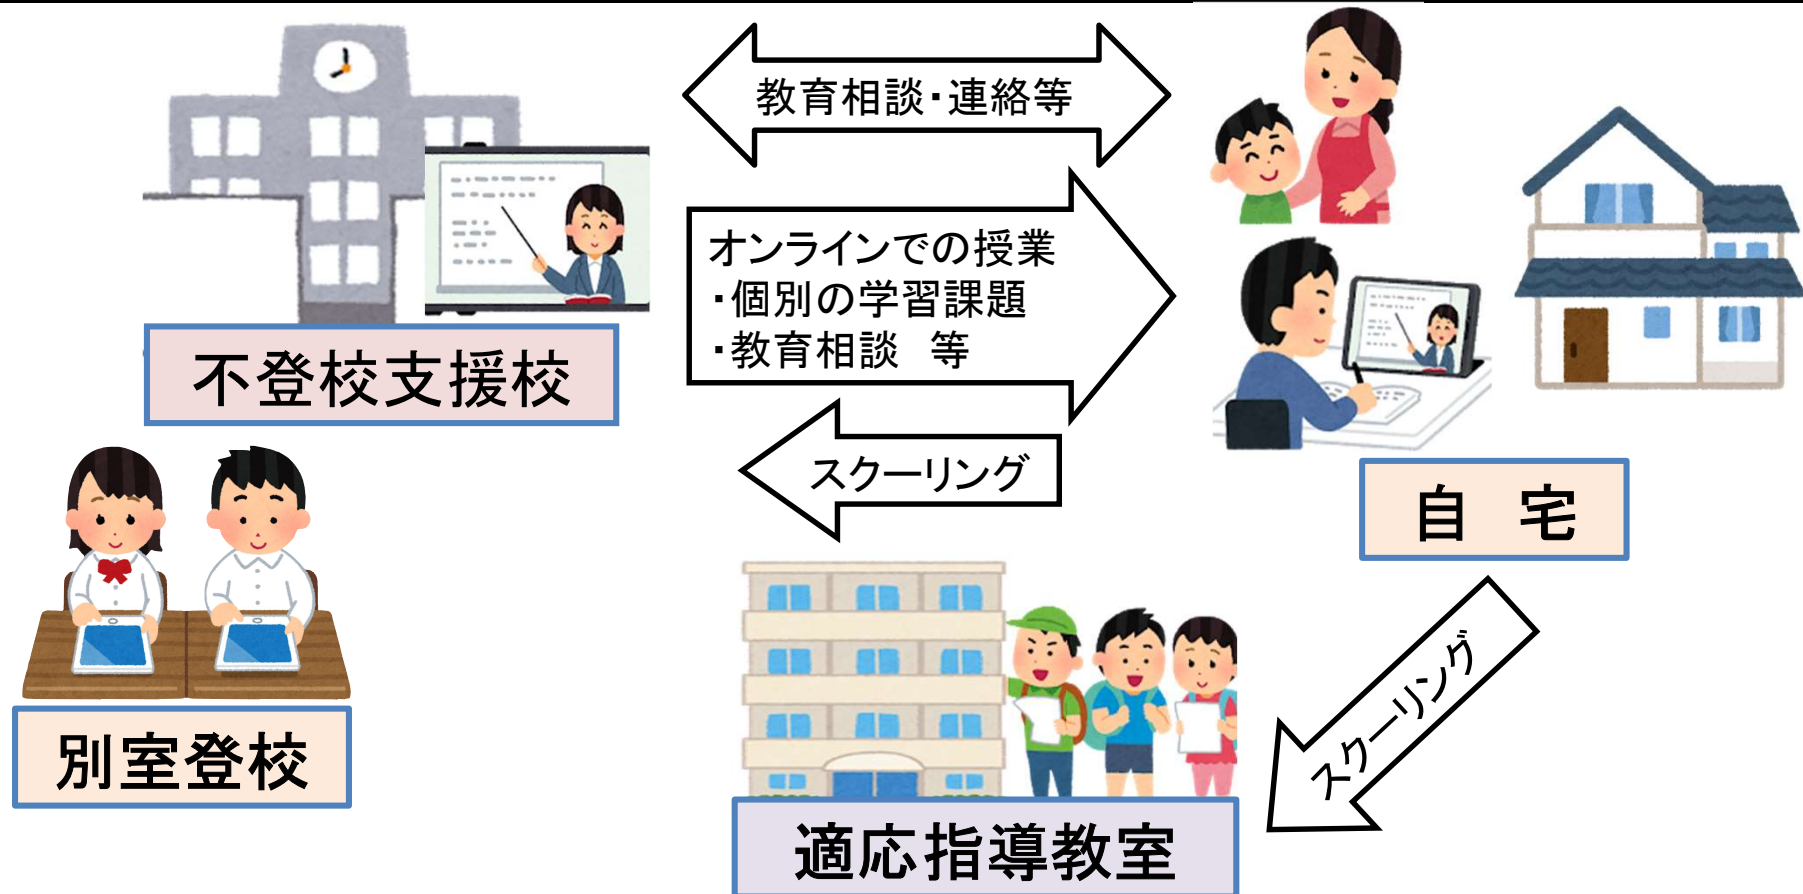 教育相談・連絡等
オンラインでの授業
・個別の学習課題
・教育相談　等
不登校支援校
スクーリング
自　宅
スクーリング
別室登校
適応指導教室